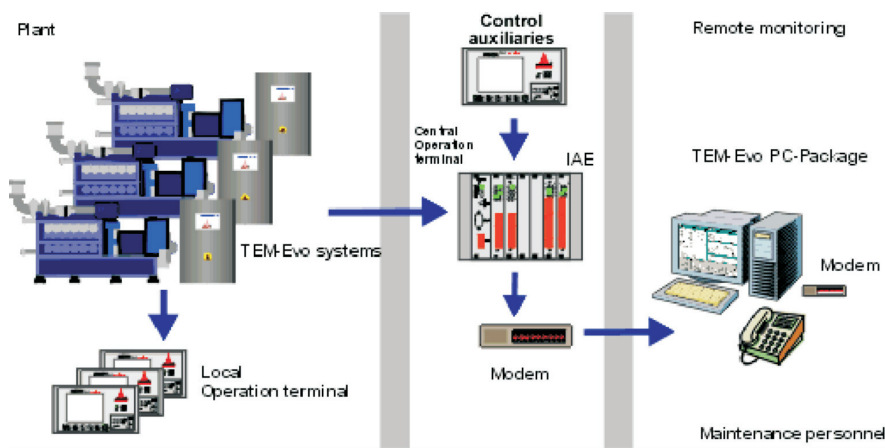 Plant
Control
auxiliaries
Remote monitoring
Central
Operation
terminal
IAE
TEM-Evo PC-Package
TEM-Evo systems
Modem
Local
Operation terminal
Modem
Maintenance personnel